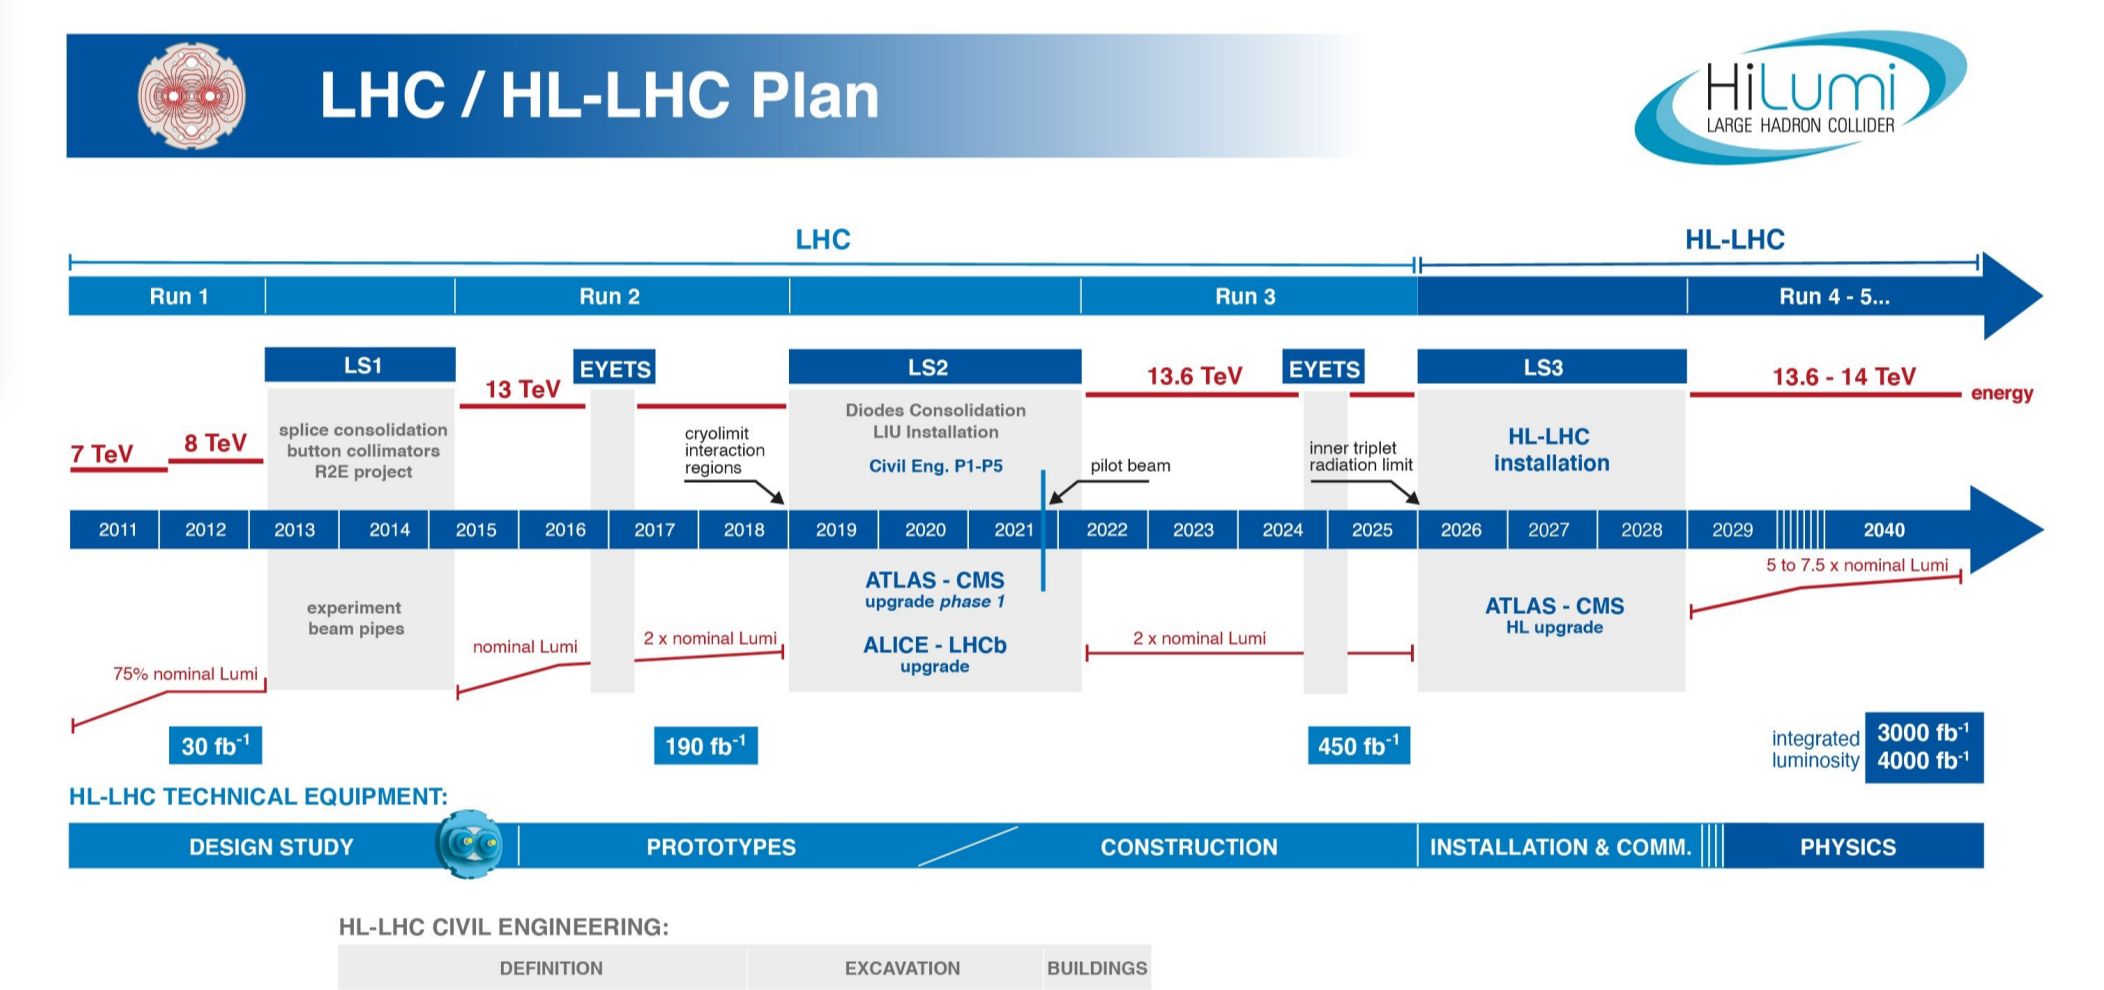 LHC / HL-LHC Plan
HiLumi
LARGE HADRON COLLIDER
LHC
HL-LHC
Run 1
Run 2
Run 3
Run 4 - 5...
LS1
EYETS
LS2
EYETS
LS3
7 TeV
8 TeV
13 TeV
13.6 TeV
13.6 - 14 TeV
energy
splice consolidation
button collimators
R2E project
cryolimit
interaction
regions
Diodes Consolidation
LIU Installation
Civil Eng. P1-P5
pilot beam
inner triplet
radiation limit
HL-LHC
installation
2011
2012
2013
2014
2015
2016
2017
2018
2019
2020
2021
2022
2023
2024
2025
2026
2027
2028
2029
2040
75% nominal Lumi
experiment
beam pipes
nominal Lumi
2 x nominal Lumi
ATLAS - CMS
upgrade phase 1
ALICE - LHCb
upgrade
2 x nominal Lumi
ATLAS - CMS
HL upgrade
5 to 7.5 x nominal Lumi
30 fb-1
190 fb-1
450 fb-1
integrated
luminosity
3000 fb-1
4000 fb-1
HL-LHC TECHNICAL EQUIPMENT:
DESIGN STUDY
PROTOTYPES
CONSTRUCTION
INSTALLATION & COMM.
PHYSICS
HL-LHC CIVIL ENGINEERING:
DEFINITION
EXCAVATION
BUILDINGS